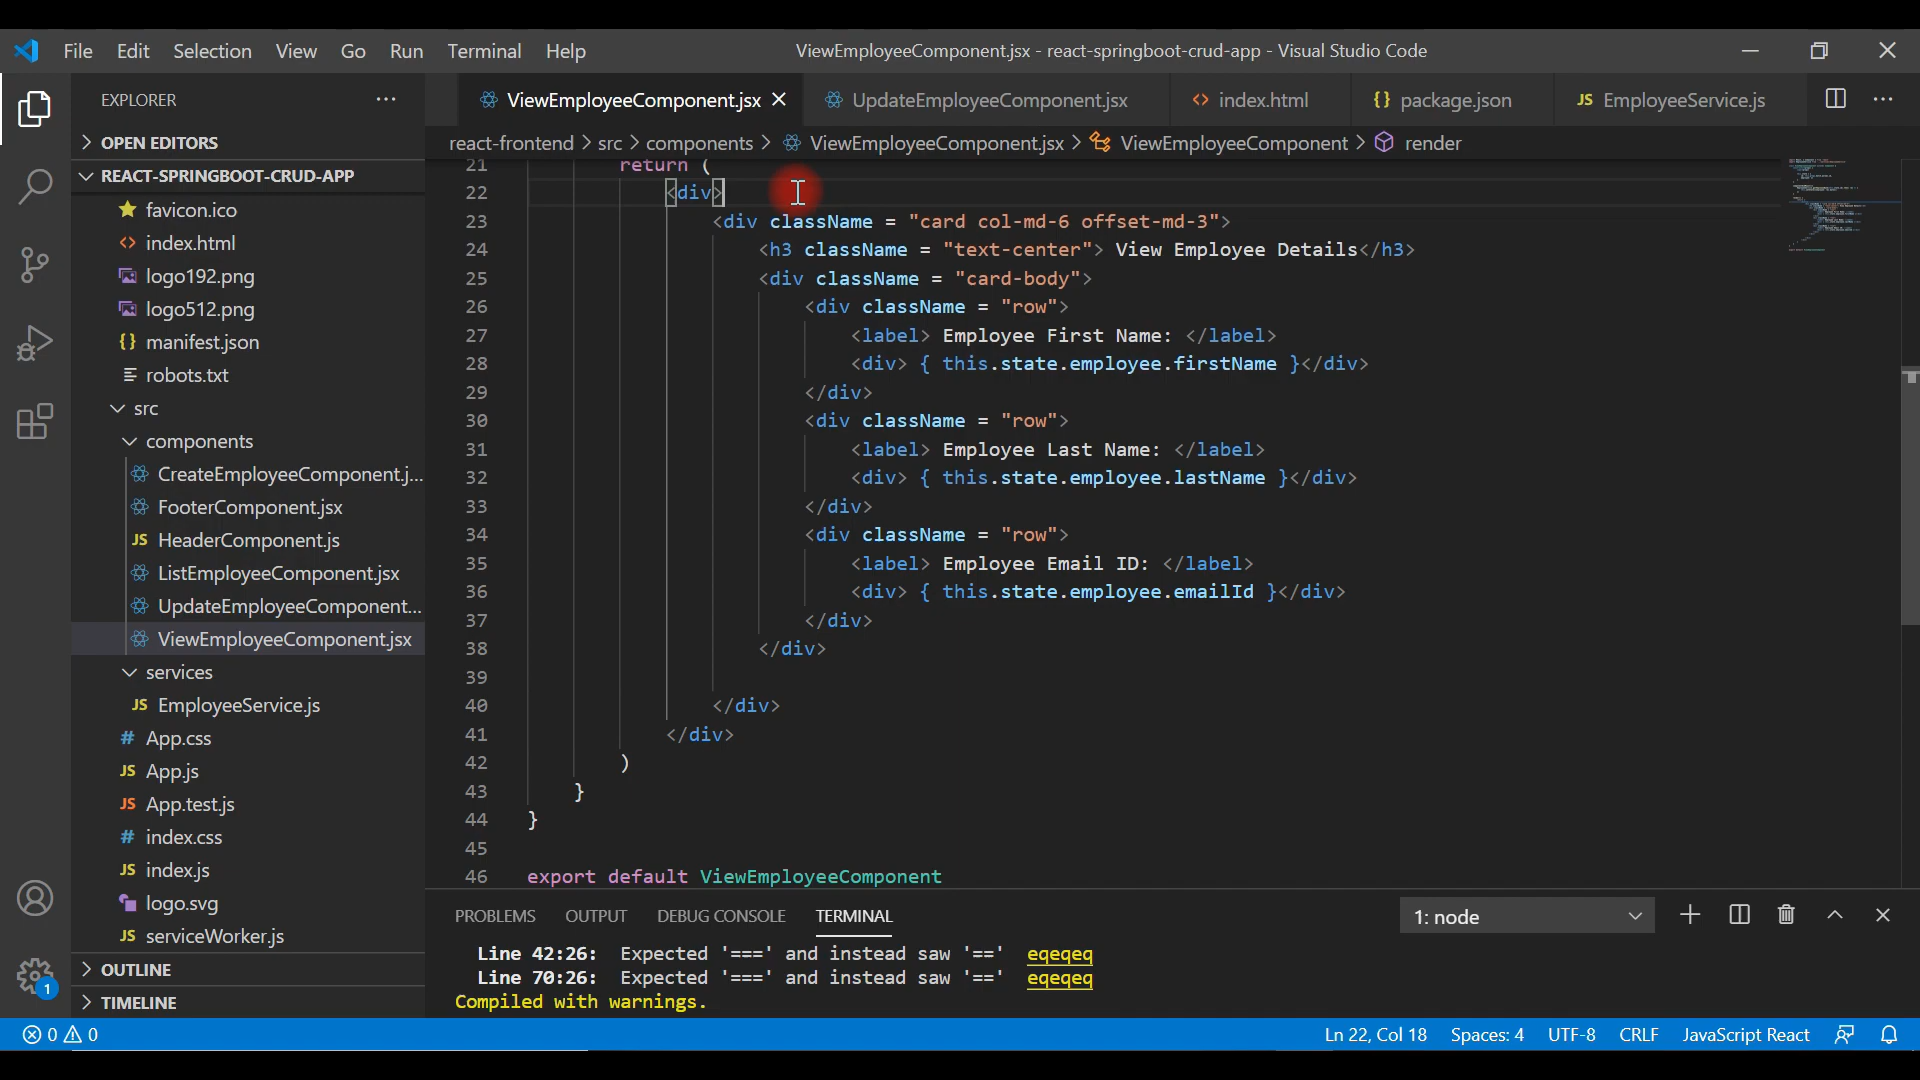 File Edit Selection View Go Run Terminal Help
ViewEmployeeComponent.jsx - react-springboot-crud-app - Visual Studio Code
EXPLORER
OPEN EDITORS
REACT-SPRINGBOOT-CRUD-APP
favicon.ico
index.html
logo192.png
logo512.png
manifest.json
robots.txt
src
components
CreateEmployeeComponent.j...
FooterComponent.jsx
HeaderComponent.js
ListEmployeeComponent.jsx
UpdateEmployeeComponent...
ViewEmployeeComponent.jsx
services
JS EmployeeService.js
# App.css
JS App.js
JS App.test.js
# index.css
JS index.js
logo.svg
JS serviceWorker.js
OUTLINE
TIMELINE
ViewEmployeeComponent.jsx UpdateEmployeeComponent.jsx index.html package.json JS EmployeeService.js
react-frontend > src > components > ViewEmployeeComponent.jsx > ViewEmployeeComponent > render
21 return (
22 <div>
23 <div className = "card col-md-6 offset-md-3">
24 <h3 className = "text-center"> View Employee Details</h3>
25 <div className = "card-body">
26 <div className = "row">
27 <label> Employee First Name: </label>
28 <div> { this.state.employee.firstName }</div>
29 </div>
30 <div className = "row">
31 <label> Employee Last Name: </label>
32 <div> { this.state.employee.lastName }</div>
33 </div>
34 <div className = "row">
35 <label> Employee Email ID: </label>
36 <div> { this.state.employee.emailId }</div>
37 </div>
38 </div>
39
40 </div>
41 </div>
42 )
43 }
44 }
45
46 export default ViewEmployeeComponent
PROBLEMS OUTPUT DEBUG CONSOLE TERMINAL 1: node
Line 42:26: Expected '===' and instead saw '==' eqeqeq
Line 70:26: Expected '===' and instead saw '==' eqeqeq
Compiled with warnings.
1
0 0 Ln 22, Col 18 Spaces: 4 UTF-8 CRLF JavaScript React